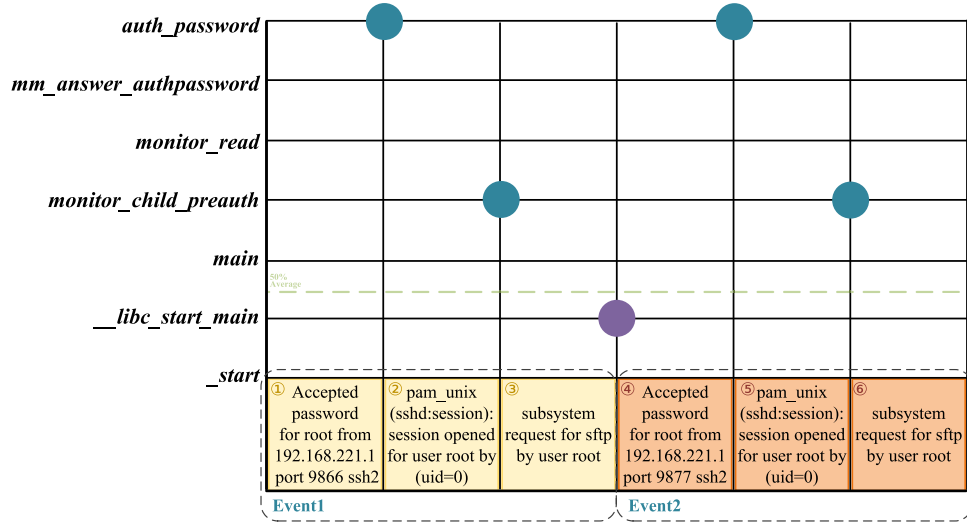 auth_password
mm_answer_authpassword
monitor_read
monitor_child_preauth
main
50%
Average
__libc_start_main
_start
① Accepted
password
for root from
192.168.221.1
port 9866 ssh2
② pam_unix
(sshd:session):
session opened
for user root by
(uid=0)
③
subsystem
request for sftp
by user root
④ Accepted
password
for root from
192.168.221.1
port 9877 ssh2
⑤ pam_unix
(sshd:session):
session opened
for user root by
(uid=0)
⑥
subsystem
request for sftp
by user root
Event1
Event2